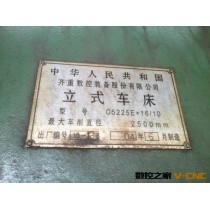 中华人民共和国
齐重数控装备股份有限公司
立式车床
型号 C5225E×16/10
最大车削直径 2500mm
出厂编号 年5月制造
数控之家 V-CNC